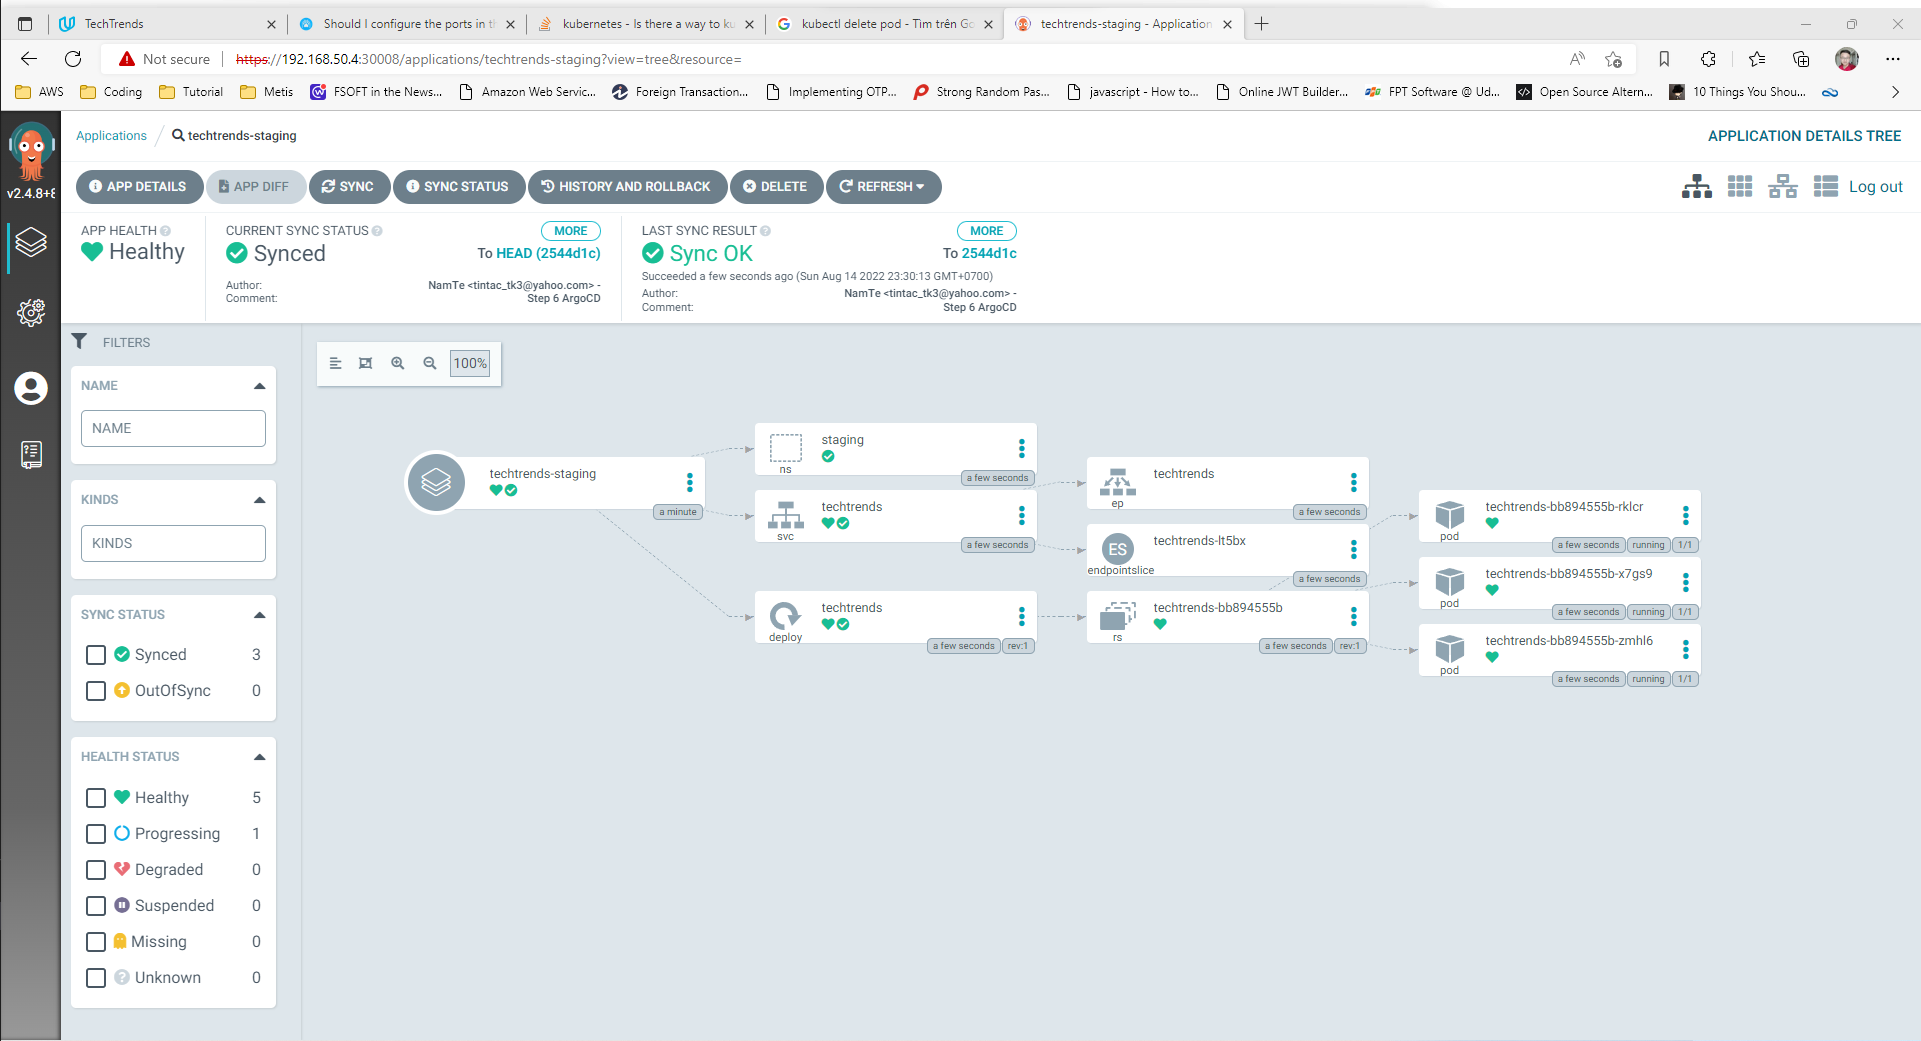 TechTrends
Should I configure the ports in th
kubernetes - Is there a way to ku
kubectl delete pod - Tìm trên Go
techtrends-staging - Application
Not secure
https://192.168.50.4:30008/applications/techtrends-staging?view=tree&resource=
AWS
Coding
Tutorial
Metis
FSOFT in the News...
Amazon Web Servic...
Foreign Transaction...
Implementing OTP...
Strong Random Pas...
javascript - How to...
Online JWT Builder...
FPT Software @ Ud...
Open Source Altern...
10 Things You Shou...
v2.4.8+8
Applications
techtrends-staging
APPLICATION DETAILS TREE
APP DETAILS
APP DIFF
SYNC
SYNC STATUS
HISTORY AND ROLLBACK
DELETE
REFRESH
Log out
APP HEALTH
Healthy
CURRENT SYNC STATUS
MORE
Synced
To HEAD (2544d1c)
Author:
NamTe <tintac_tk3@yahoo.com> -
Comment:
Step 6 ArgoCD
LAST SYNC RESULT
MORE
Sync OK
To 2544d1c
Succeeded a few seconds ago (Sun Aug 14 2022 23:30:13 GMT+0700)
Author:
NamTe <tintac_tk3@yahoo.com> -
Comment:
Step 6 ArgoCD
FILTERS
NAME
NAME
KINDS
KINDS
SYNC STATUS
Synced 3
OutOfSync 0
HEALTH STATUS
Healthy 5
Progressing 1
Degraded 0
Suspended 0
Missing 0
Unknown 0
100%
techtrends-staging
a minute
staging
ns
a few seconds
techtrends
svc
a few seconds
techtrends
deploy
a few seconds
rev:1
techtrends
ep
a few seconds
ES
techtrends-lt5bx
endpointslice
a few seconds
techtrends-bb894555b
rs
a few seconds
rev:1
techtrends-bb894555b-rklcr
pod
a few seconds
running
1/1
techtrends-bb894555b-x7gs9
pod
a few seconds
running
1/1
techtrends-bb894555b-zmhl6
pod
a few seconds
running
1/1